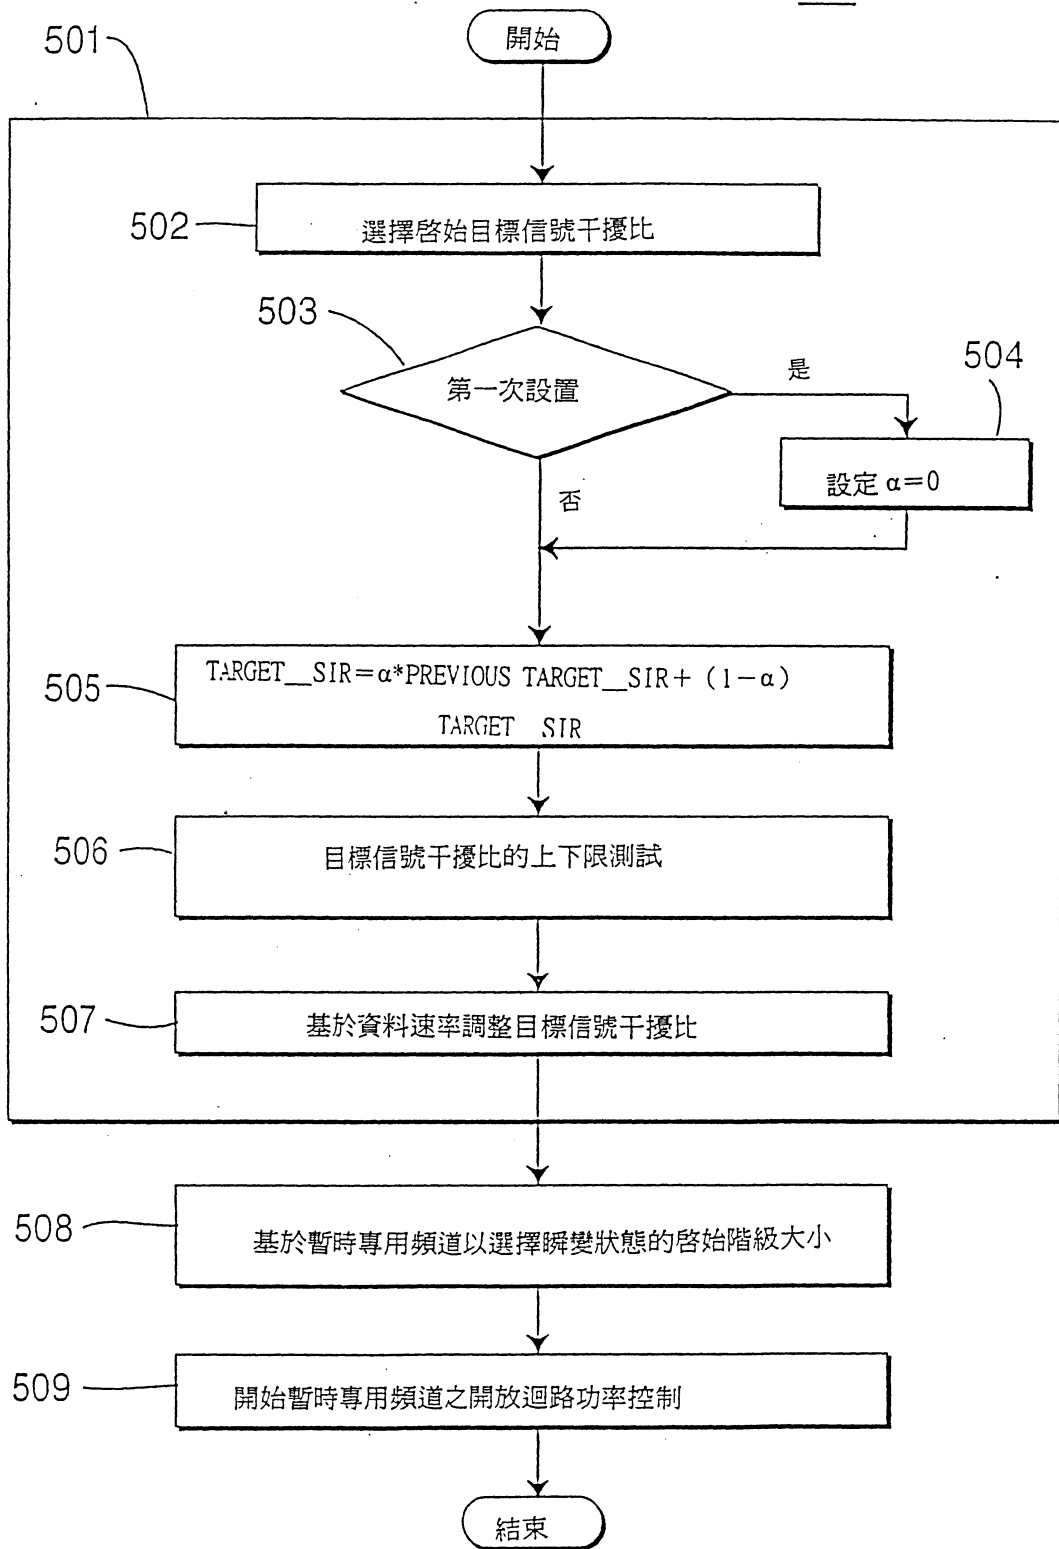 開始
501
502
選擇啓始目標信號干擾比
503
第一次設置
是
504
設定 α=0
否
505
TARGET__SIR=α*PREVIOUS TARGET__SIR+ (1-α)
TARGET SIR
506
目標信號干擾比的上下限測試
507
基於資料速率調整目標信號干擾比
508
基於暫時專用頻道以選擇瞬變狀態的啓始階級大小
509
開始暫時專用頻道之開放迴路功率控制
結束